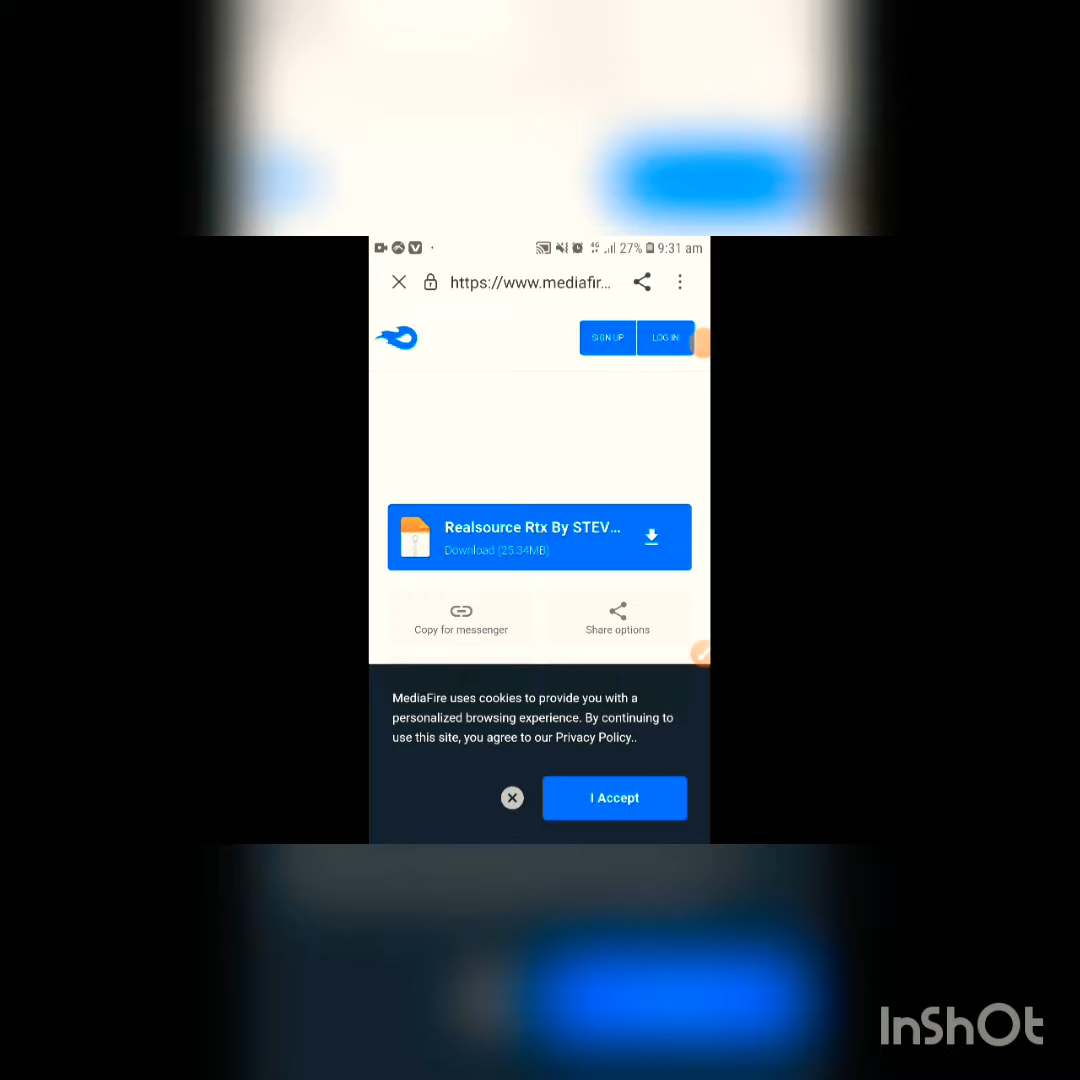 4G 27% 9:31 am
https://www.mediafir...
SIGN UP LOG IN
Realsource Rtx By STEV...
Download (25.34MB)
Copy for messenger Share options
MediaFire uses cookies to provide you with a
personalized browsing experience. By continuing to
use this site, you agree to our Privacy Policy..
I Accept
InShOt